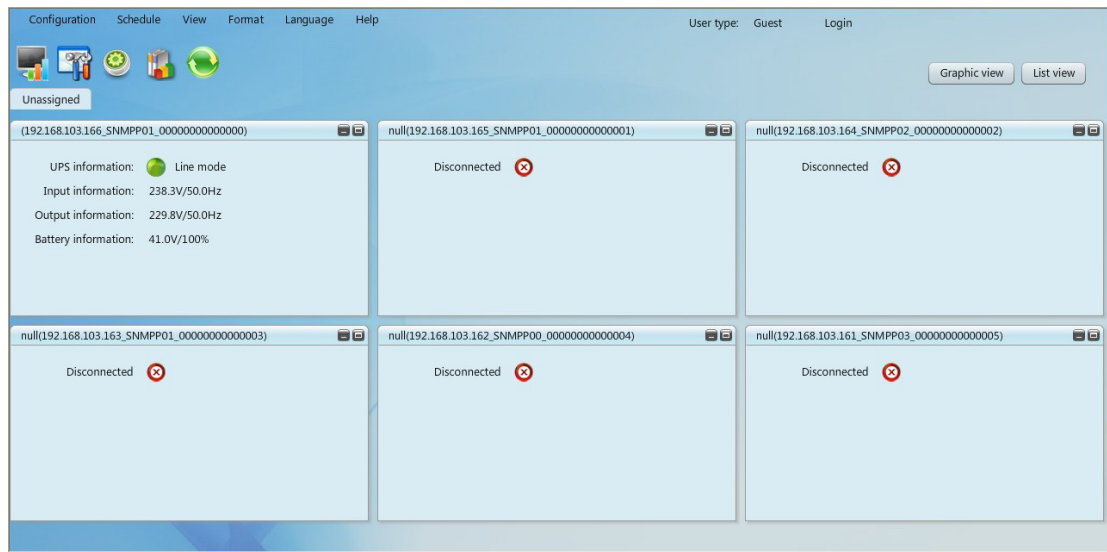 Configuration Schedule View Format Language Help User type: Guest Login
Graphic view List view
Unassigned
(192.168.103.166_SNMPP01_00000000000000) null(192.168.103.165_SNMPP01_00000000000001) null(192.168.103.164_SNMPP02_00000000000002)
UPS information: Line mode Disconnected Disconnected
Input information: 238.3V/50.0Hz
Output information: 229.8V/50.0Hz
Battery information: 41.0V/100%
null(192.168.103.163_SNMPP01_00000000000003) null(192.168.103.162_SNMPP00_00000000000004) null(192.168.103.161_SNMPP03_00000000000005)
Disconnected Disconnected Disconnected